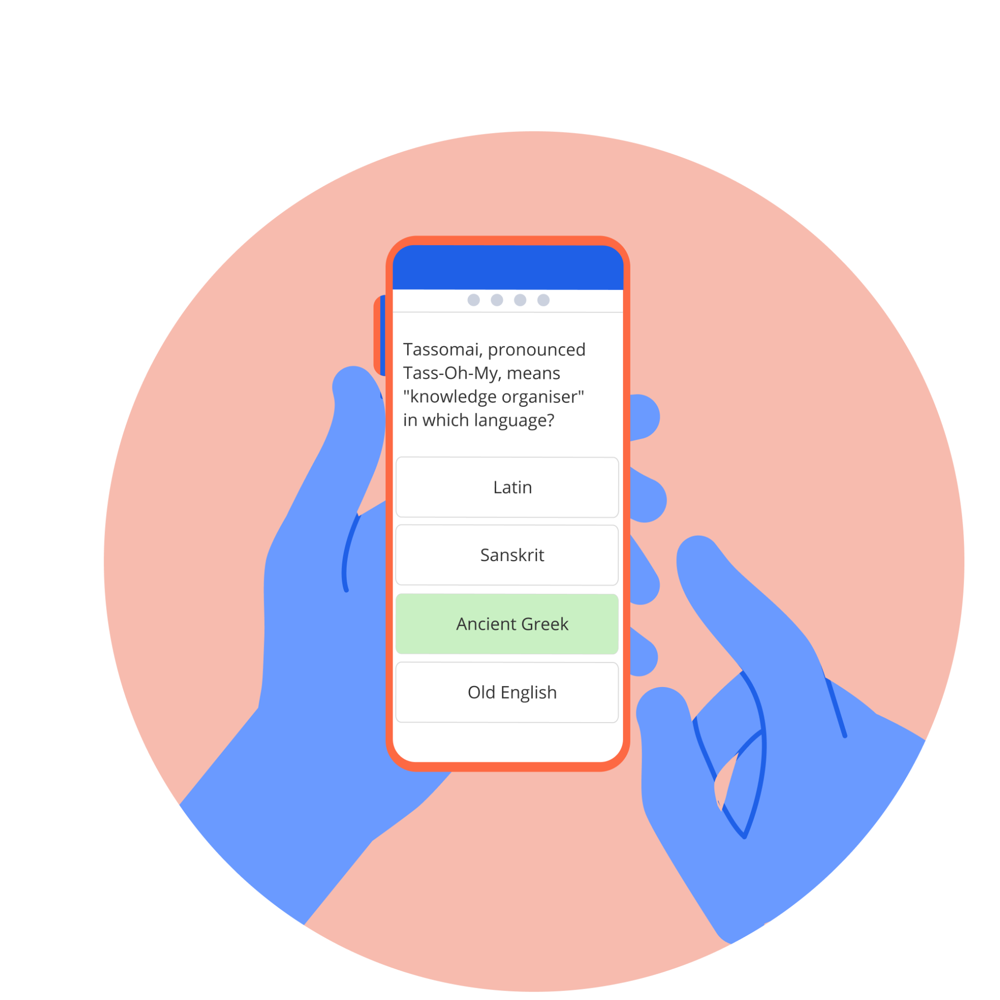 Tassomai, pronounced
Tass-Oh-My, means
"knowledge organiser"
in which language?
Latin
Sanskrit
Ancient Greek
Old English